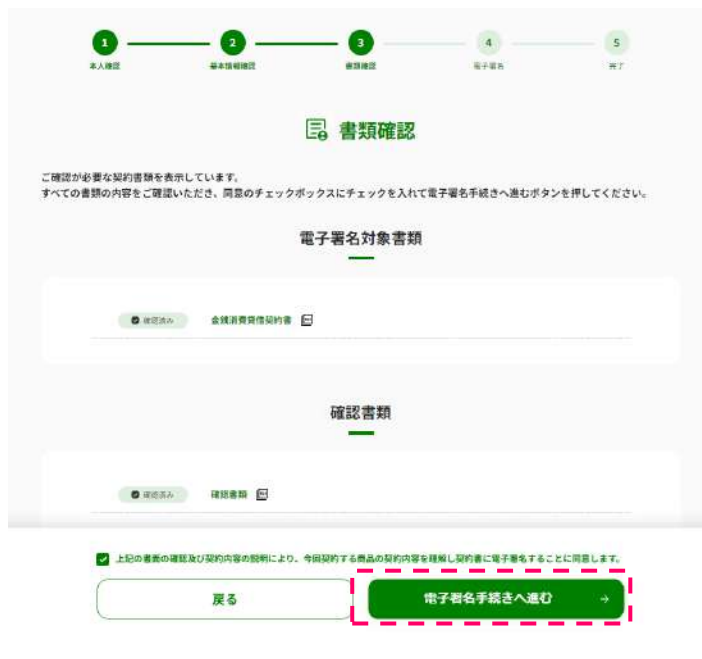 1
2
3
4
5
本人確認
基本情報確認
書類確認
電子署名
完了
書類確認
ご確認が必要な契約書類を表示しています。
すべての書類の内容をご確認いただき、同意のチェックボックスにチェックを入れて電子署名手続きへ進むボタンを押してください。
電子署名対象書類
確認済み
金銭消費貸借契約書
確認書類
確認済み
確認書類
上記の書面の確認及び契約内容の説明により、今回契約する商品の契約内容を理解し契約書に電子署名することに同意します。
戻る
電子署名手続きへ進む →